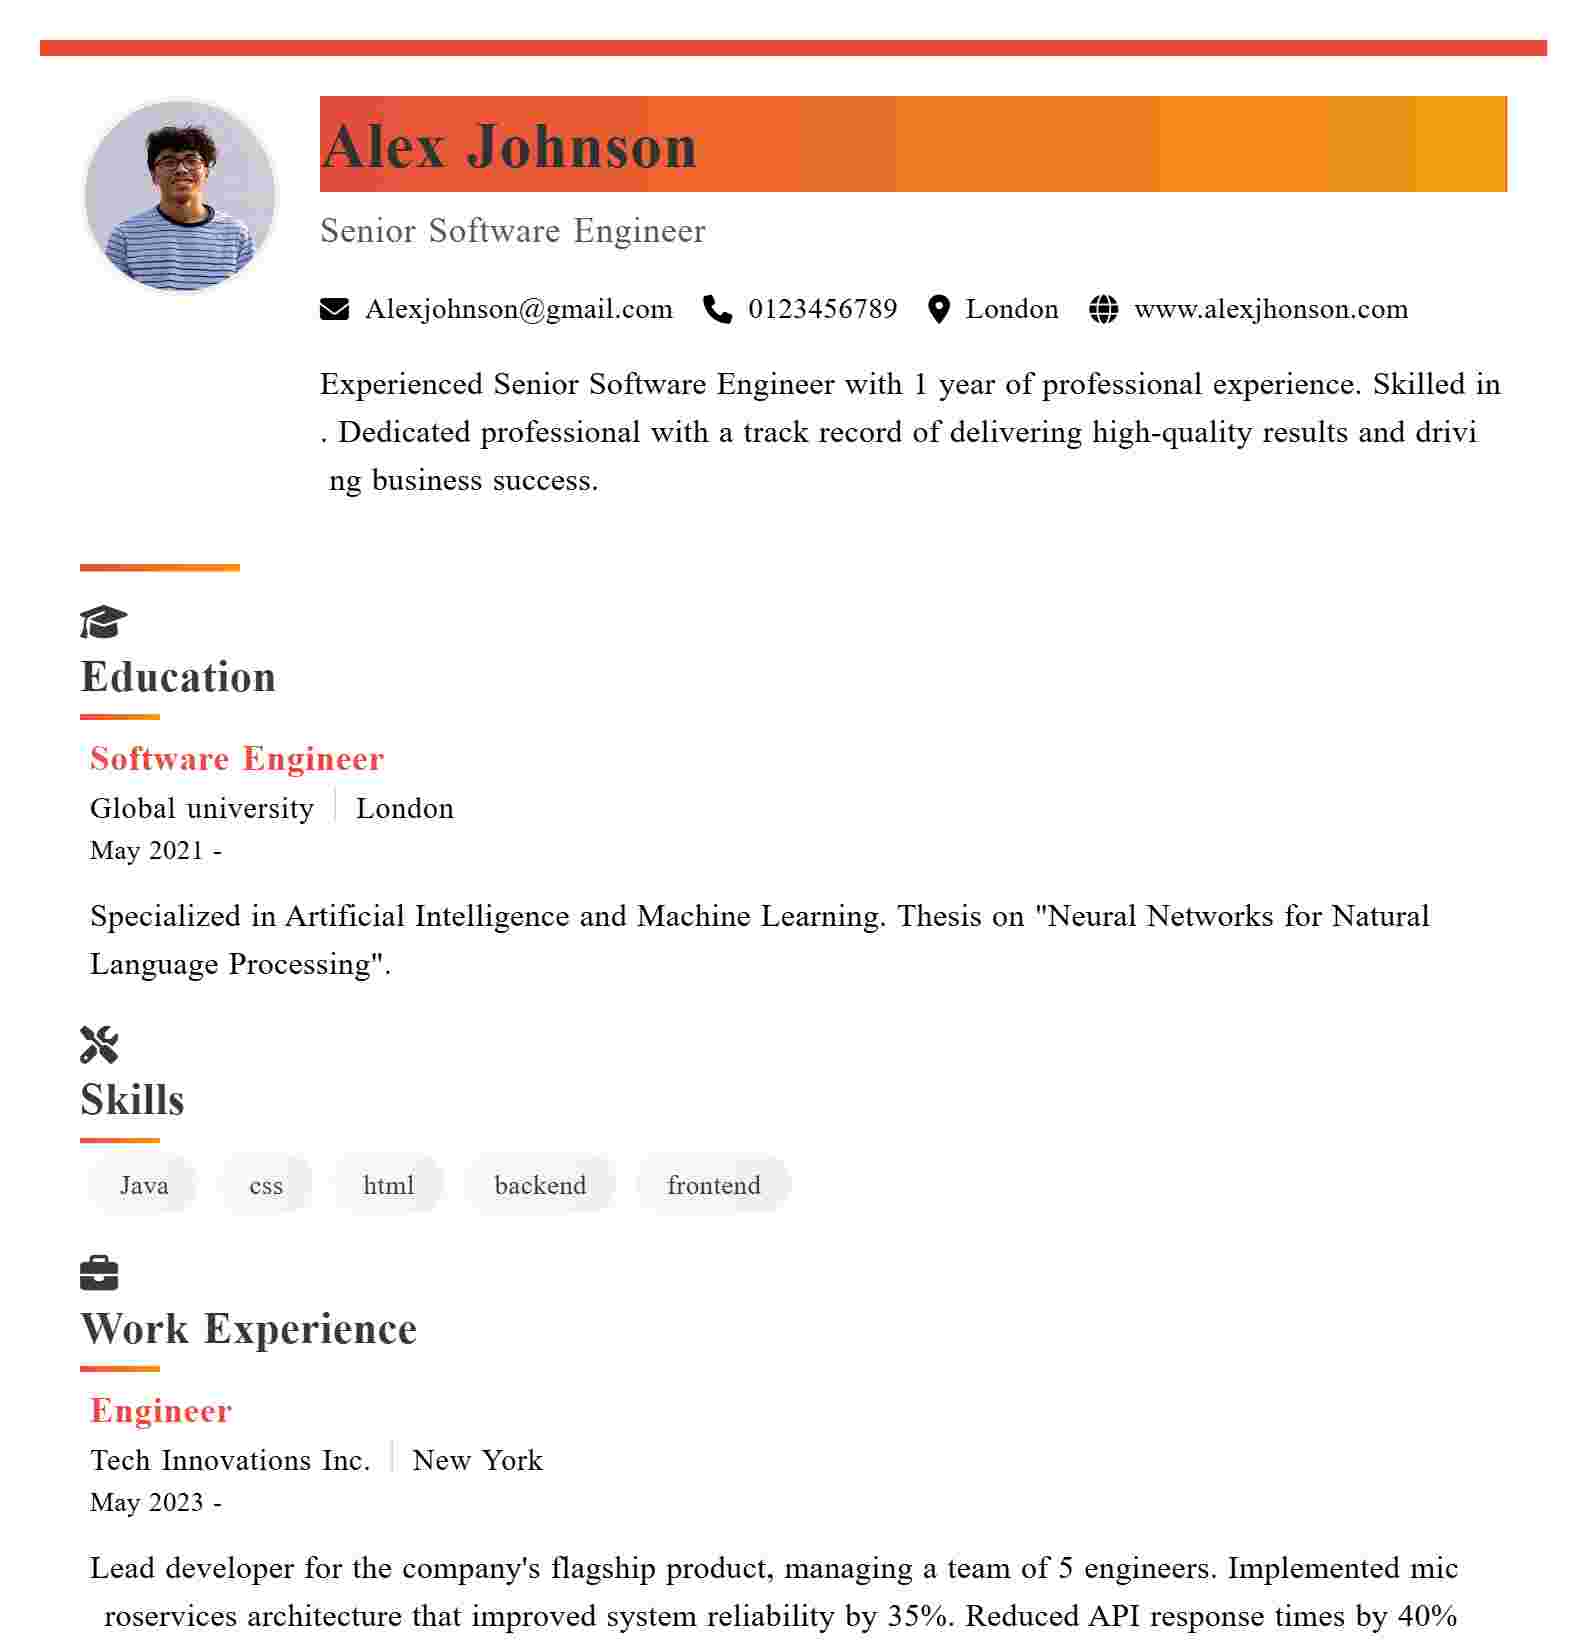 Alex Johnson
Senior Software Engineer
Alexjohnson@gmail.com 0123456789 London www.alexjhonson.com
Experienced Senior Software Engineer with 1 year of professional experience. Skilled in
. Dedicated professional with a track record of delivering high-quality results and drivi
ng business success.
Education
Software Engineer
Global university | London
May 2021 -
Specialized in Artificial Intelligence and Machine Learning. Thesis on "Neural Networks for Natural
Language Processing".
Skills
Java css html backend frontend
Work Experience
Engineer
Tech Innovations Inc. | New York
May 2023 -
Lead developer for the company's flagship product, managing a team of 5 engineers. Implemented mic
roservices architecture that improved system reliability by 35%. Reduced API response times by 40%